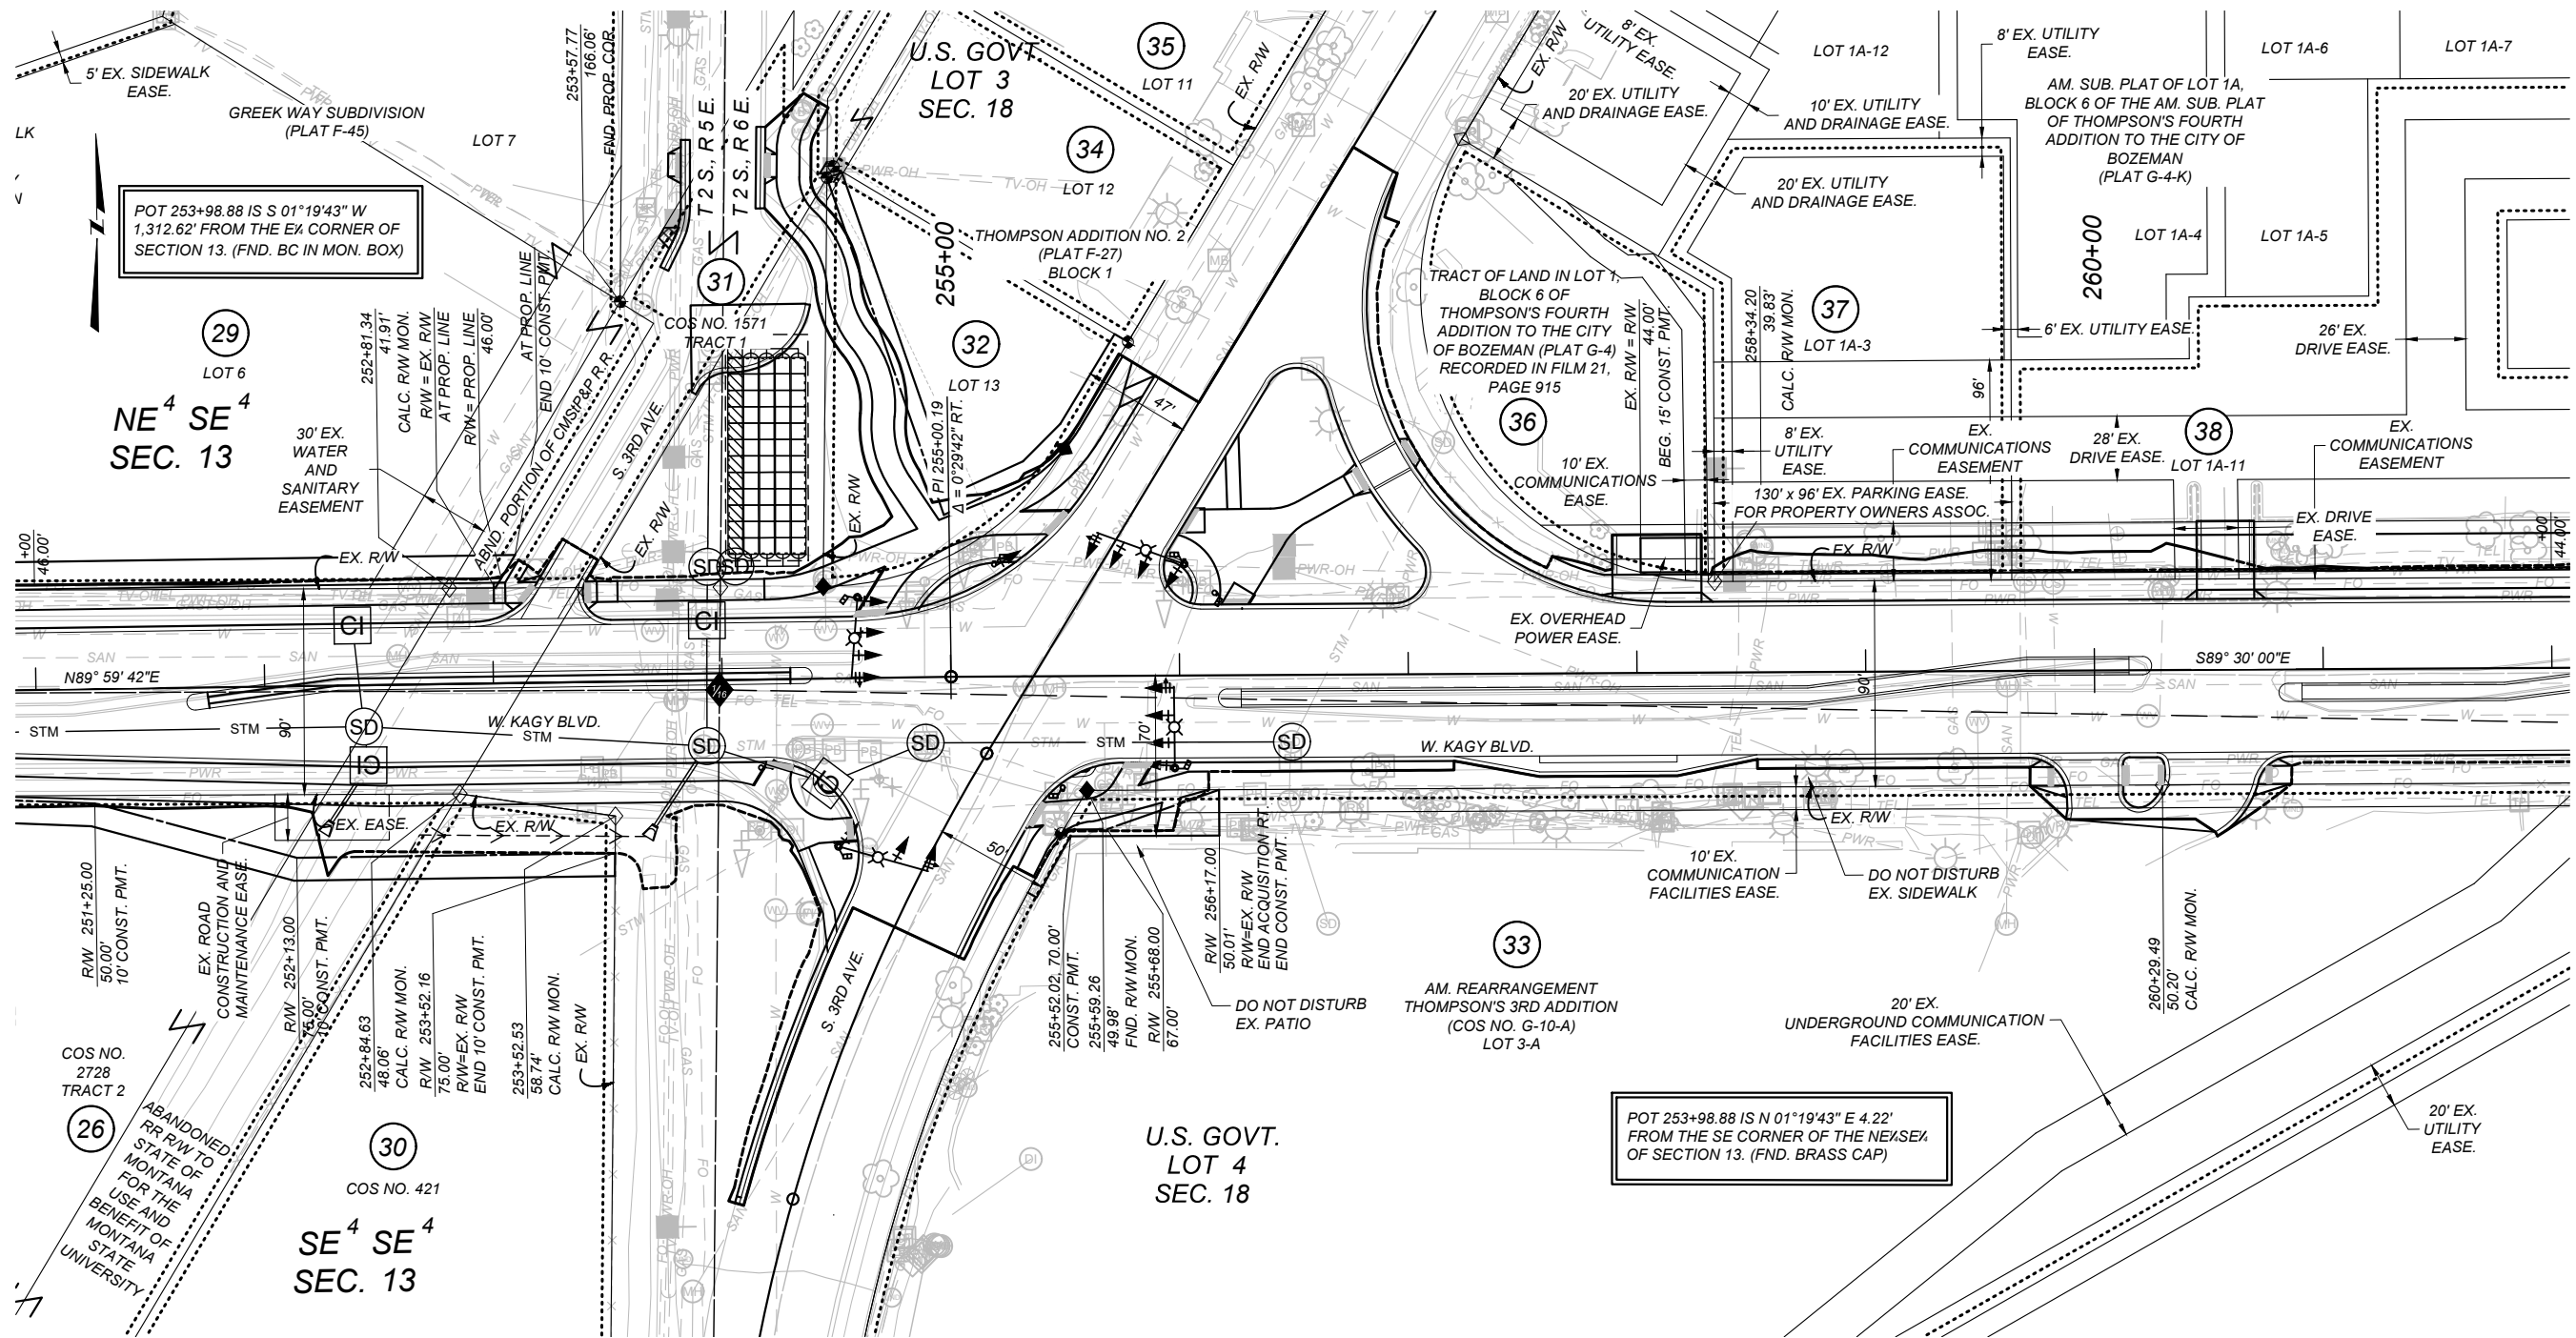 5' EX. SIDEWALK
EASE.
GREEK WAY SUBDIVISION
(PLAT F-45)
LOT 7
LK
253+57.77
166.06'
FND. PROP. COR.
POT 253+98.88 IS S 01°19'43" W
1,312.62' FROM THE E¼ CORNER OF
SECTION 13. (FND. BC IN MON. BOX)
T 2 S., R 5 E.
T 2 S., R 6 E.
U.S. GOVT
LOT 3
SEC. 18
35
LOT 11
34
LOT 12
EX. R/W
THOMPSON ADDITION NO. 2
(PLAT F-27)
BLOCK 1
255+00
32
LOT 13
31
COS NO. 1571
TRACT 1
29
LOT 6
NE 4 SE 4
SEC. 13
30' EX.
WATER
AND
SANITARY
EASEMENT
252+81.34
41.91'
CALC. R/W MON.
R/W = EX. R/W
AT PROP. LINE
R/W= PROP. LINE
46.00'
AT PROP. LINE
END 10' CONST. PMT.
ABND. PORTION OF CMStP&P R.R.
S. 3RD AVE.
EX. R/W
EX. R/W
EX. R/W
PI 255+00.19
Δ = 0°29'42" RT.
47'
EX. R/W
8' EX.
UTILITY EASE.
20' EX. UTILITY
AND DRAINAGE EASE.
10' EX. UTILITY
AND DRAINAGE EASE.
20' EX. UTILITY
AND DRAINAGE EASE.
LOT 1A-12
8' EX. UTILITY
EASE.
LOT 1A-6
LOT 1A-7
AM. SUB. PLAT OF LOT 1A,
BLOCK 6 OF THE AM. SUB. PLAT
OF THOMPSON'S FOURTH
ADDITION TO THE CITY OF
BOZEMAN
(PLAT G-4-K)
260+00
LOT 1A-4
LOT 1A-5
TRACT OF LAND IN LOT 1,
BLOCK 6 OF
THOMPSON'S FOURTH
ADDITION TO THE CITY
OF BOZEMAN (PLAT G-4)
RECORDED IN FILM 21,
PAGE 915
36
EX. R/W = R/W
44.00'
BEG. 15' CONST. PMT.
258+34.20
39.83'
CALC. R/W MON.
37
LOT 1A-3
6' EX. UTILITY EASE.
26' EX.
DRIVE EASE.
96'
8' EX.
UTILITY
EASE.
10' EX.
COMMUNICATIONS
EASE.
EX.
COMMUNICATIONS
EASEMENT
28' EX.
DRIVE EASE.
38
LOT 1A-11
EX.
COMMUNICATIONS
EASEMENT
130' x 96' EX. PARKING EASE.
FOR PROPERTY OWNERS ASSOC.
EX. DRIVE
EASE.
EX. R/W
+00
46.00'
+00
44.00'
EX. OVERHEAD
POWER EASE.
SD
SD
CI
CI
N89° 59' 42"E
S89° 30' 00"E
1/16
90'
70'
90'
STM
STM
SD
W. KAGY BLVD.
STM
SD
SD
STM
SD
W. KAGY BLVD.
CI
CI
EX. EASE.
EX. R/W
EX. R/W
50'
R/W 251+25.00
50.00'
10' CONST. PMT.
EX. ROAD
CONSTRUCTION AND
MAINTENANCE EASE.
R/W 252+13.00
75.00'
10' CONST. PMT.
252+84.63
48.06'
CALC. R/W MON.
R/W 253+52.16
75.00'
R/W=EX. R/W
END 10' CONST. PMT.
253+52.53
58.74'
CALC. R/W MON.
EX. R/W
S. 3RD AVE.
255+52.02, 70.00'
CONST. PMT.
255+59.26
49.98'
FND. R/W MON.
R/W 255+68.00
67.00'
R/W 256+17.00
50.01'
R/W=EX. R/W
END ACQUISITION RT.
END CONST. PMT.
DO NOT DISTURB
EX. PATIO
33
AM. REARRANGEMENT
THOMPSON'S 3RD ADDITION
(COS NO. G-10-A)
LOT 3-A
10' EX.
COMMUNICATION
FACILITIES EASE.
DO NOT DISTURB
EX. SIDEWALK
260+29.49
50.20'
CALC. R/W MON.
20' EX.
UNDERGROUND COMMUNICATION
FACILITIES EASE.
20' EX.
UTILITY
EASE.
POT 253+98.88 IS N 01°19'43" E 4.22'
FROM THE SE CORNER OF THE NE¼SE¼
OF SECTION 13. (FND. BRASS CAP)
U.S. GOVT.
LOT 4
SEC. 18
COS NO.
2728
TRACT 2
26
ABANDONED
RR R/W TO
STATE OF
MONTANA
FOR THE
USE AND
BENEFIT OF
MONTANA
STATE
UNIVERSITY
30
COS NO. 421
SE 4 SE 4
SEC. 13